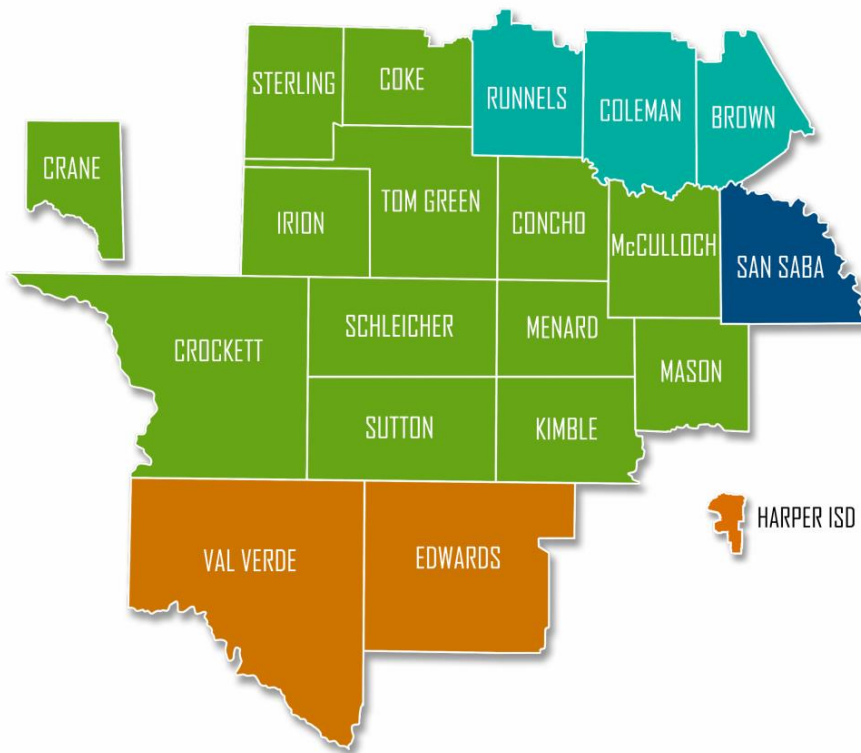 STERLING
COKE
RUNNELS
COLEMAN
BROWN
CRANE
IRION
TOM GREEN
CONCHO
McCULLOCH
SAN SABA
CROCKETT
SCHLEICHER
MENARD
MASON
SUTTON
KIMBLE
HARPER ISD
VAL VERDE
EDWARDS